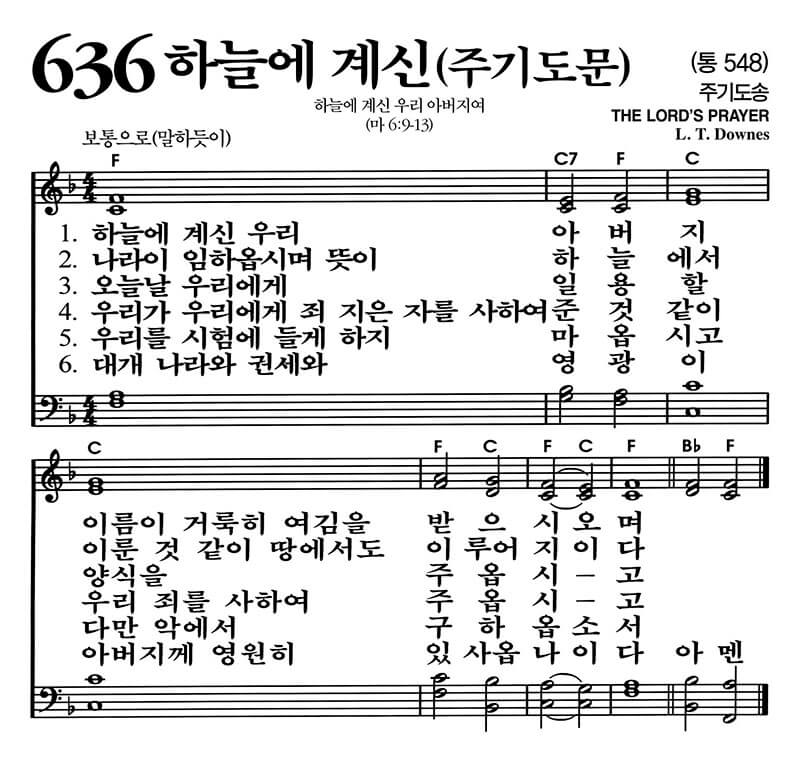 636 하늘에 계신(주기도문)
(통 548)
하늘에 계신 우리 아버지여
주기도송
(마 6:9-13)
THE LORD'S PRAYER
보통으로(말하듯이)
L. T. Downes
F C7 F C
4 4
1. 하늘에 계신 우리 아 버 지
2. 나라이 임하옵시며 뜻이 하 늘 에서
3. 오늘날 우리에게 일 용 할
4. 우리가 우리에게 죄 지은 자를 사하여준 것 같이
5. 우리를 시험에 들게 하지 마 옵 시고
6. 대개 나라와 권세와 영 광 이
4 4
C F C F C F B♭ F
이름이 거룩히 여김을 받 으 시 오 며
이룬 것 같이 땅에서도 이 루어 지 이 다
양식을 주 옵 시 – 고
우리 죄를 사하여 주 옵 시 – 고
다만 악에서 구 하 옵 소 서
아버지께 영원히 있 사옵 나 이 다 아 멘